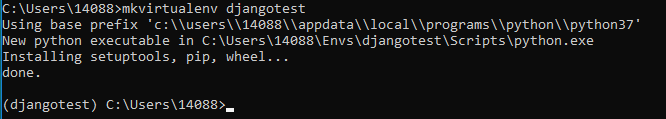 C:\Users\14088>mkvirtualenv djangotest
Using base prefix 'c:\\users\\14088\\appdata\\local\\programs\\python\\python37'
New python executable in C:\Users\14088\Envs\djangotest\Scripts\python.exe
Installing setuptools, pip, wheel...
done.
(djangotest) C:\Users\14088>